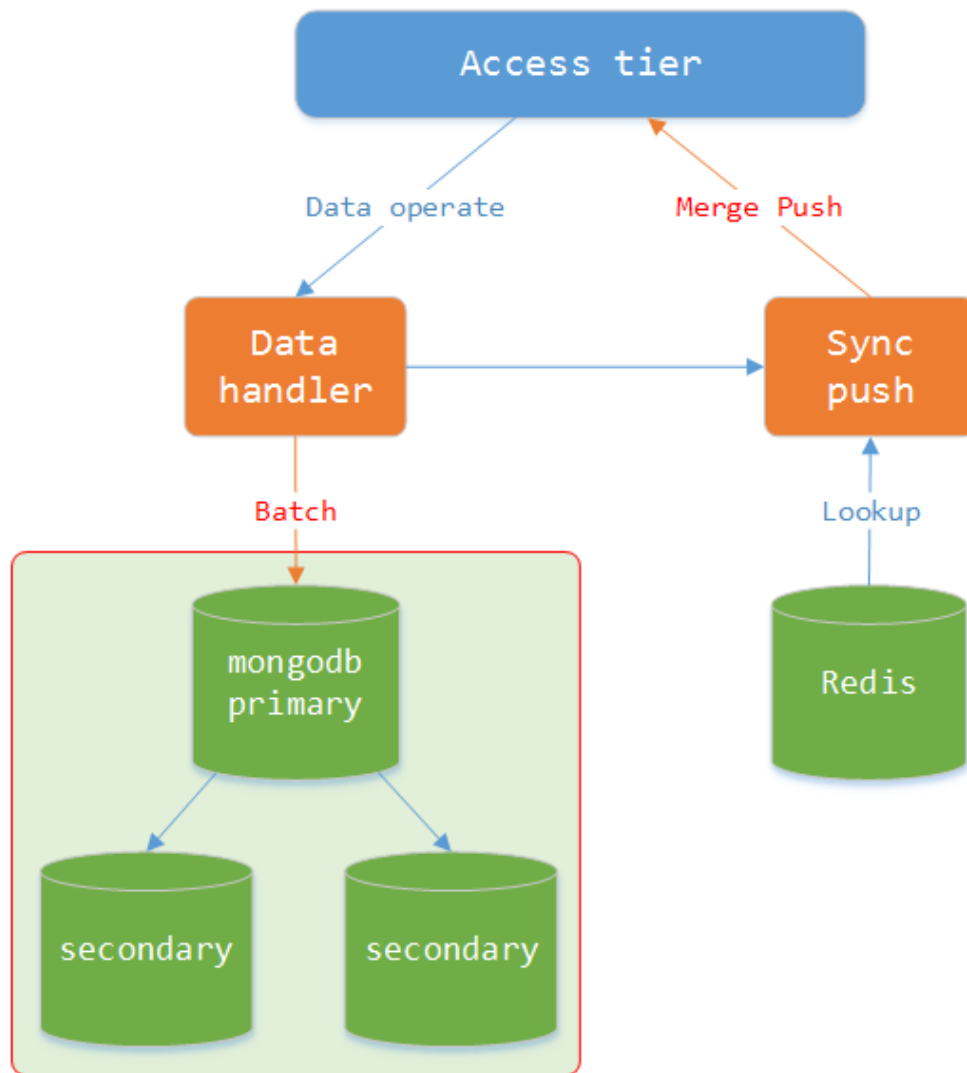 Access tier
Data operate
Merge Push
Data
handler
Sync
push
Batch
Lookup
mongodb
primary
Redis
secondary
secondary